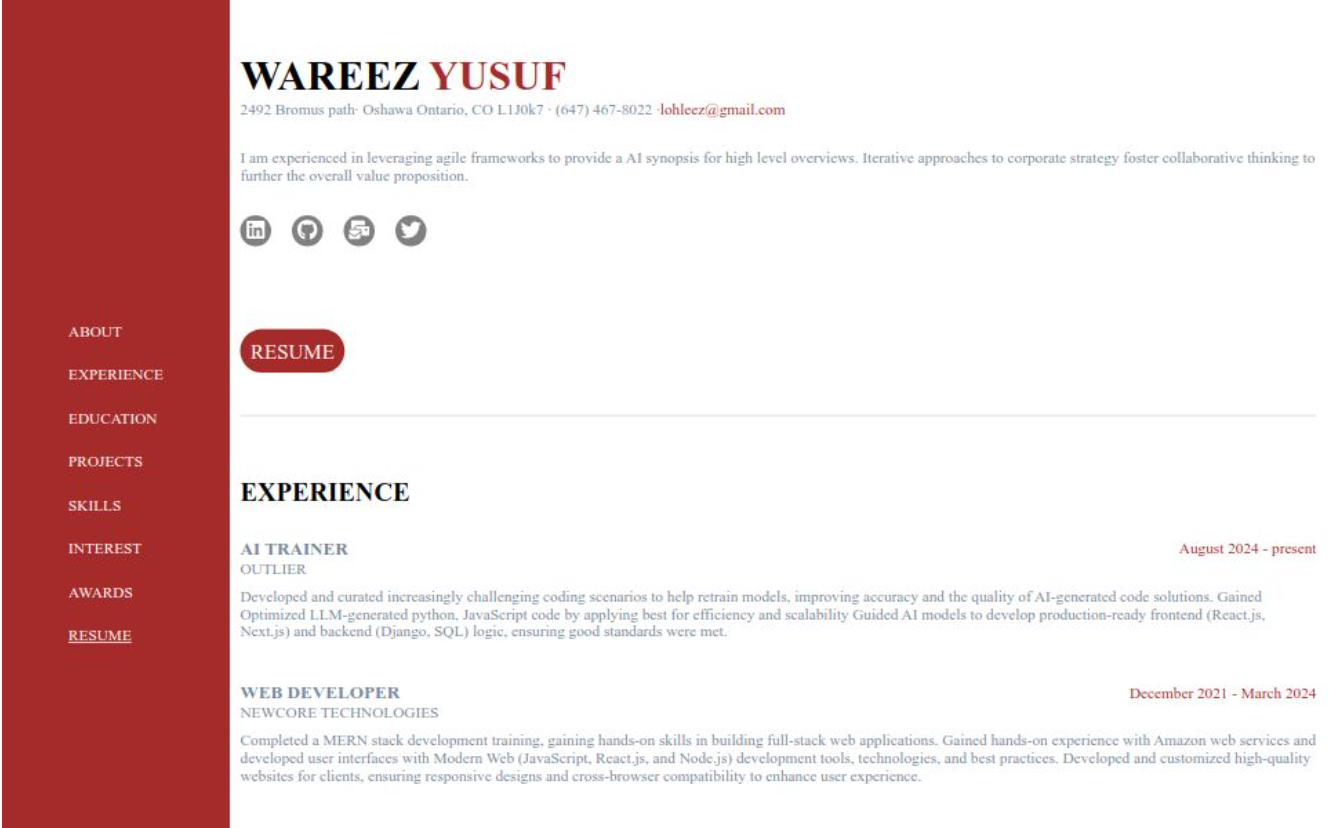 WAREEZ YUSUF
2492 Bromus path· Oshawa Ontario, CO L1J0k7 · (647) 467-8022 ·lohleez@gmail.com
I am experienced in leveraging agile frameworks to provide a AI synopsis for high level overviews. Iterative approaches to corporate strategy foster collaborative thinking to
further the overall value proposition.
in
RESUME
ABOUT
EXPERIENCE
EDUCATION
PROJECTS
SKILLS
INTEREST
AWARDS
RESUME
EXPERIENCE
AI TRAINER
August 2024 - present
OUTLIER
Developed and curated increasingly challenging coding scenarios to help retrain models, improving accuracy and the quality of AI-generated code solutions. Gained
Optimized LLM-generated python, JavaScript code by applying best for efficiency and scalability Guided AI models to develop production-ready frontend (React.js,
Next.js) and backend (Django, SQL) logic, ensuring good standards were met.
WEB DEVELOPER
December 2021 - March 2024
NEWCORE TECHNOLOGIES
Completed a MERN stack development training, gaining hands-on skills in building full-stack web applications. Gained hands-on experience with Amazon web services and
developed user interfaces with Modern Web (JavaScript, React.js, and Node.js) development tools, technologies, and best practices. Developed and customized high-quality
websites for clients, ensuring responsive designs and cross-browser compatibility to enhance user experience.